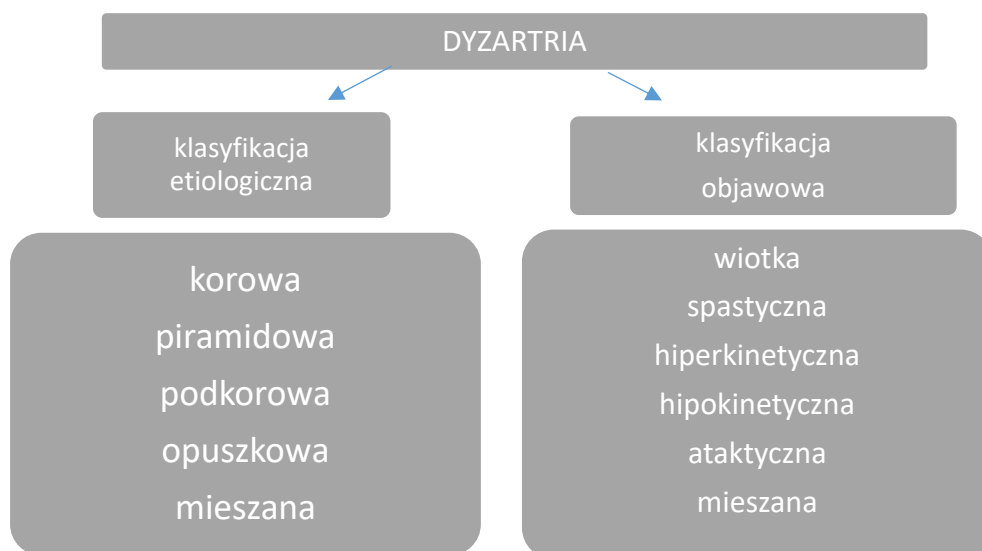 DYZARTRIA
klasyfikacja
etiologiczna
korowa
piramidowa
podkorowa
opuszkowa
mieszana
klasyfikacja
objawowa
wiotka
spastyczna
hiperkinetyczna
hipokinetyczna
ataktyczna
mieszana